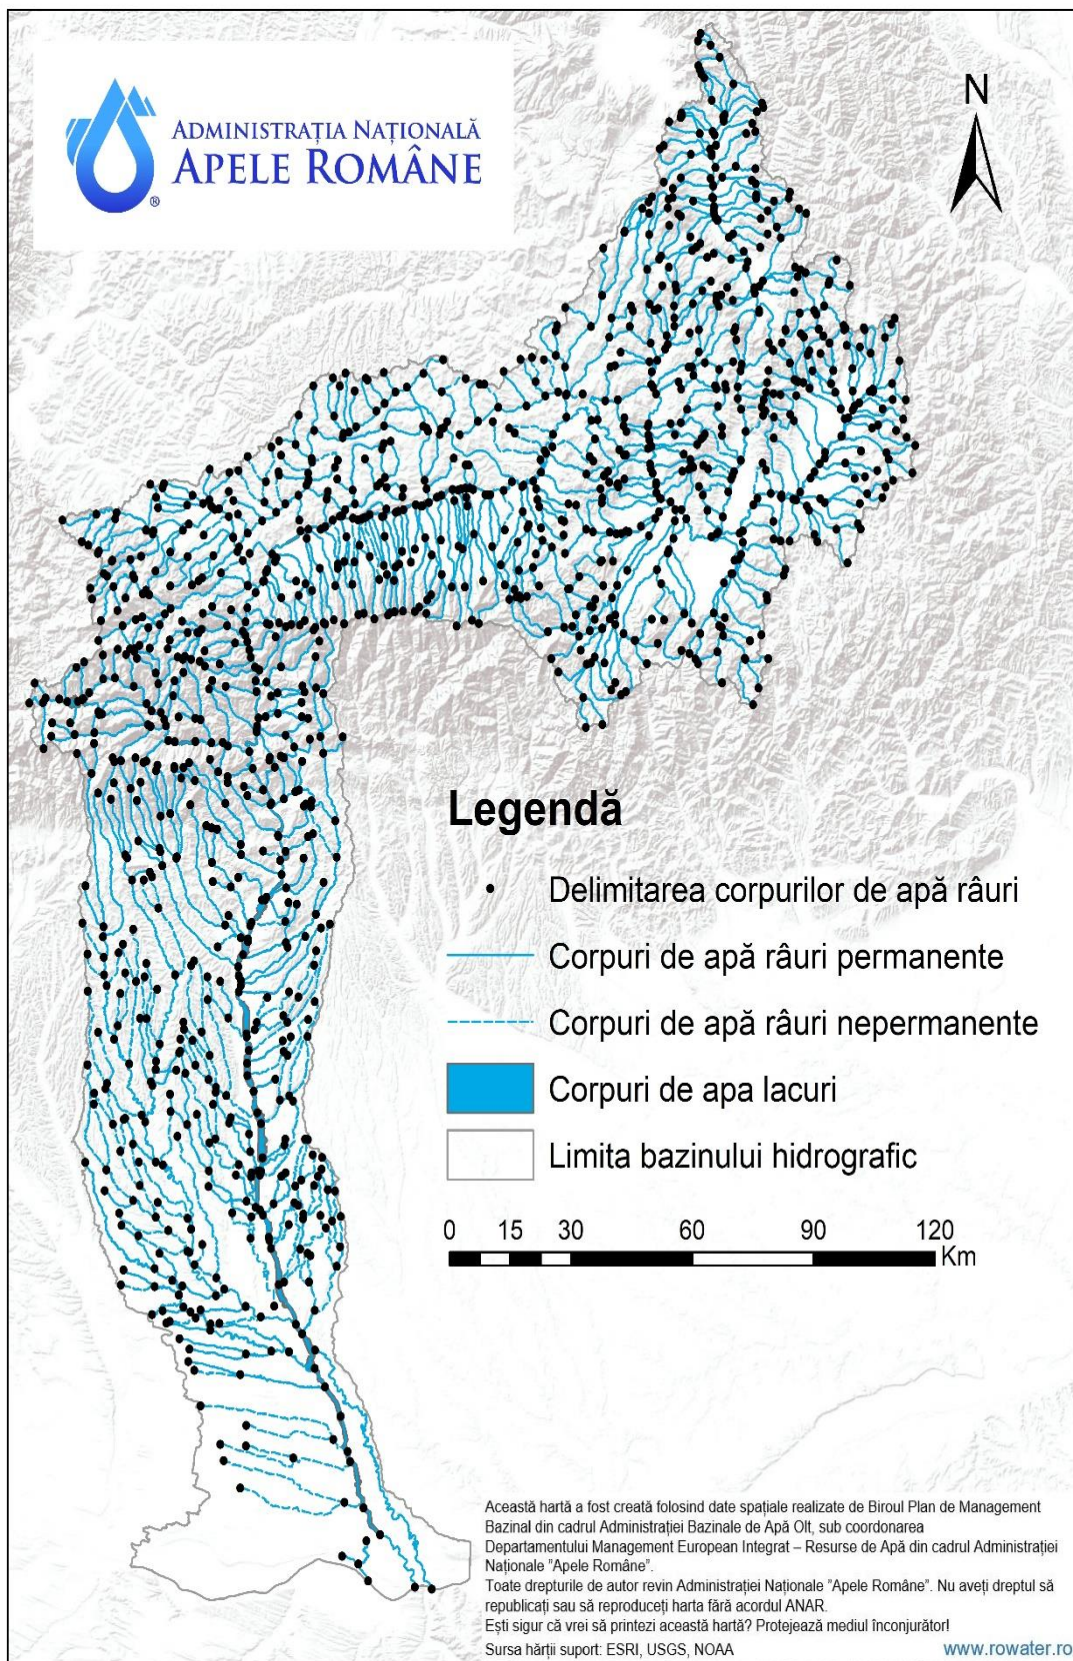 ADMINISTRAȚIA NAȚIONALĂ
APELE ROMÂNE
®
N
Legendă
Delimitarea corpurilor de apă râuri
Corpuri de apă râuri permanente
Corpuri de apă râuri nepermanente
Corpuri de apa lacuri
Limita bazinului hidrografic
0 15 30 60 90 120
Km
Această hartă a fost creată folosind date spațiale realizate de Biroul Plan de Management
Bazinal din cadrul Administrației Bazinale de Apă Olt, sub coordonarea
Departamentului Management European Integrat – Resurse de Apă din cadrul Administrației
Naționale "Apele Române".
Toate drepturile de autor revin Administrației Naționale "Apele Române". Nu aveți dreptul să
republicați sau să reproduceți harta fără acordul ANAR.
Ești sigur că vrei să printezi această hartă? Protejează mediul înconjurător!
Sursa hărții suport: ESRI, USGS, NOAA
www.rowater.ro